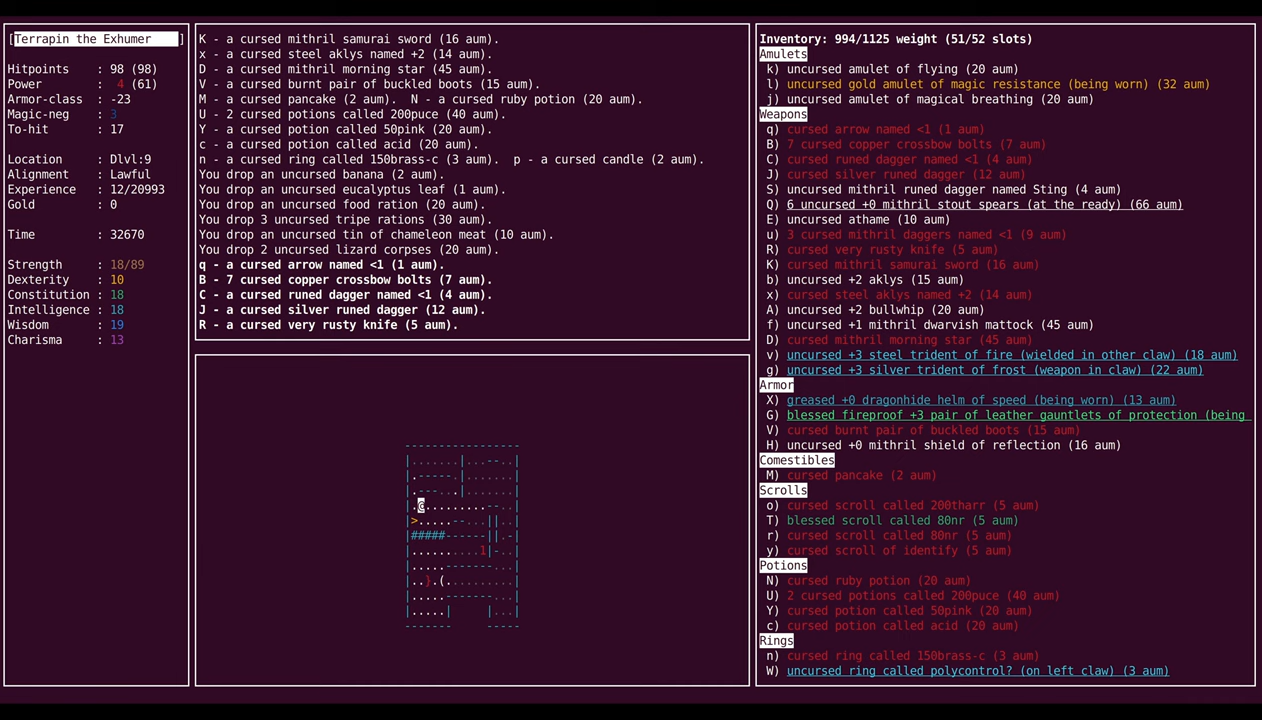 [Terrapin the Exhumer ]
Hitpoints : 98 (98)
Power : 4 (61)
Armor-class : -23
Magic-neg : 3
To-hit : 17
Location : Dlvl:9
Alignment : Lawful
Experience : 12/20993
Gold : 0
Time : 32670
Strength : 18/89
Dexterity : 10
Constitution : 18
Intelligence : 18
Wisdom : 19
Charisma : 13
K - a cursed mithril samurai sword (16 aum).
x - a cursed steel aklys named +2 (14 aum).
D - a cursed mithril morning star (45 aum).
V - a cursed burnt pair of buckled boots (15 aum).
M - a cursed pancake (2 aum).  N - a cursed ruby potion (20 aum).
U - 2 cursed potions called 200puce (40 aum).
Y - a cursed potion called 50pink (20 aum).
c - a cursed potion called acid (20 aum).
n - a cursed ring called 150brass-c (3 aum).  p - a cursed candle (2 aum).
You drop an uncursed banana (2 aum).
You drop an uncursed eucalyptus leaf (1 aum).
You drop an uncursed food ration (20 aum).
You drop 3 uncursed tripe rations (30 aum).
You drop an uncursed tin of chameleon meat (10 aum).
You drop 2 uncursed lizard corpses (20 aum).
q - a cursed arrow named <1 (1 aum).
B - 7 cursed copper crossbow bolts (7 aum).
C - a cursed runed dagger named <1 (4 aum).
J - a cursed silver runed dagger (12 aum).
R - a cursed very rusty knife (5 aum).
----------------
|.......|...--..|
|.-----.|.......|
|.---...|.......|
|.@.........--..|
|>.....--...||..|
|#####------||.-|
|..........1|-..|
|.....-------...|
|..}.(..........|
|.....-------...|
|.....|    |...|
------    -----
Inventory: 994/1125 weight (51/52 slots)
Amulets
k) uncursed amulet of flying (20 aum)
l) uncursed gold amulet of magic resistance (being worn) (32 aum)
j) uncursed amulet of magical breathing (20 aum)
Weapons
q) cursed arrow named <1 (1 aum)
B) 7 cursed copper crossbow bolts (7 aum)
C) cursed runed dagger named <1 (4 aum)
J) cursed silver runed dagger (12 aum)
S) uncursed mithril runed dagger named Sting (4 aum)
Q) 6 uncursed +0 mithril stout spears (at the ready) (66 aum)
E) uncursed athame (10 aum)
u) 3 cursed mithril daggers named <1 (9 aum)
R) cursed very rusty knife (5 aum)
K) cursed mithril samurai sword (16 aum)
b) uncursed +2 aklys (15 aum)
x) cursed steel aklys named +2 (14 aum)
A) uncursed +2 bullwhip (20 aum)
f) uncursed +1 mithril dwarvish mattock (45 aum)
D) cursed mithril morning star (45 aum)
v) uncursed +3 steel trident of fire (wielded in other claw) (18 aum)
g) uncursed +3 silver trident of frost (weapon in claw) (22 aum)
Armor
X) greased +0 dragonhide helm of speed (being worn) (13 aum)
G) blessed fireproof +3 pair of leather gauntlets of protection (being
V) cursed burnt pair of buckled boots (15 aum)
H) uncursed +0 mithril shield of reflection (16 aum)
Comestibles
M) cursed pancake (2 aum)
Scrolls
o) cursed scroll called 200tharr (5 aum)
T) blessed scroll called 80nr (5 aum)
r) cursed scroll called 80nr (5 aum)
y) cursed scroll of identify (5 aum)
Potions
N) cursed ruby potion (20 aum)
U) 2 cursed potions called 200puce (40 aum)
Y) cursed potion called 50pink (20 aum)
c) cursed potion called acid (20 aum)
Rings
n) cursed ring called 150brass-c (3 aum)
W) uncursed ring called polycontrol? (on left claw) (3 aum)